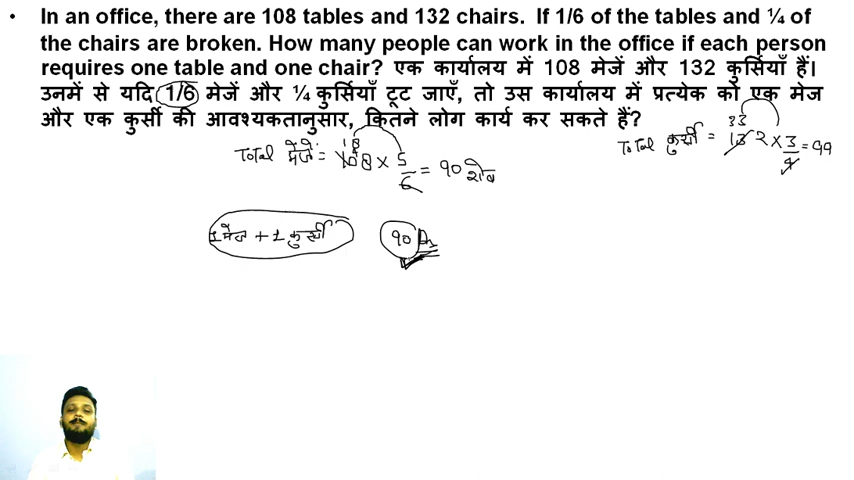 • In an office, there are 108 tables and 132 chairs. If 1/6 of the tables and ¼ of
the chairs are broken. How many people can work in the office if each person
requires one table and one chair? एक कार्यालय में 108 मेजें और 132 कुर्सियाँ हैं।
उनमें से यदि 1/6 मेजें और ¼ कुर्सियाँ टूट जाएँ, तो उस कार्यालय में प्रत्येक को एक मेज
और एक कुर्सी की आवश्यकतानुसार, कितने लोग कार्य कर सकते हैं?
Total मेजें = 108 × 5/6 = 90 शेष
18
Total कुर्सी = 132 × 3/4 = 99
33
1 मेज + 1 कुर्सी
90